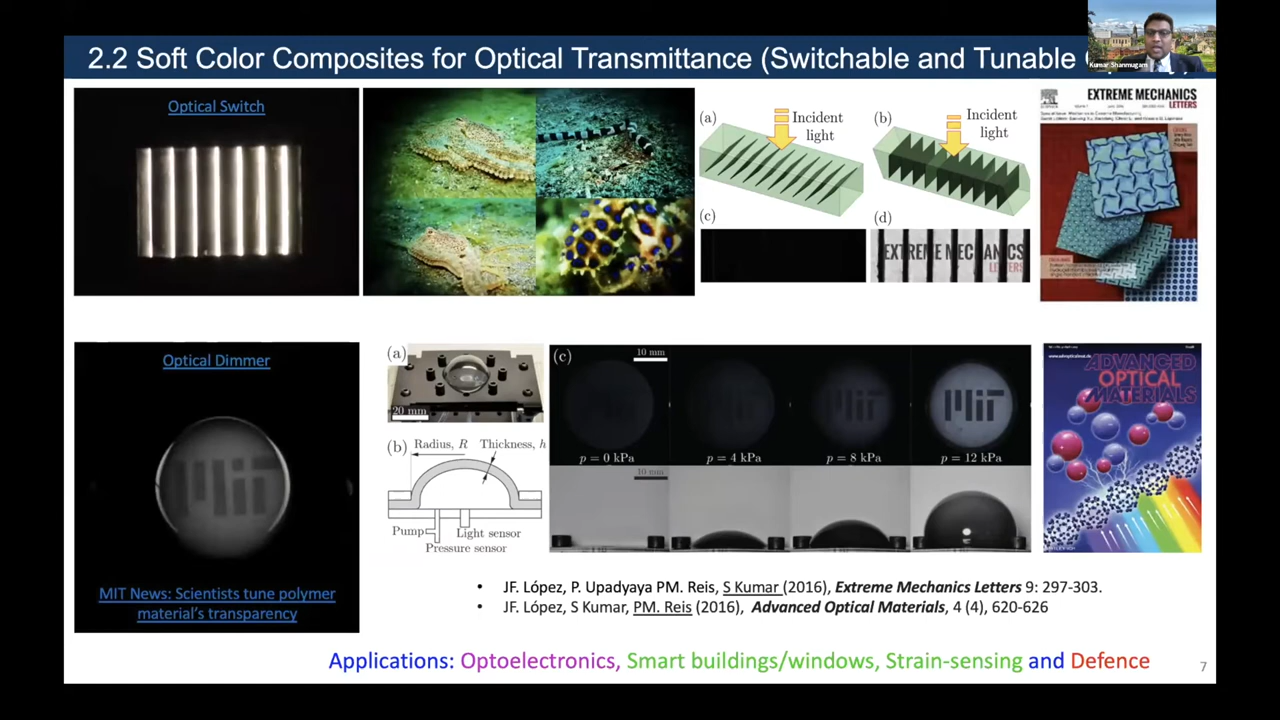 2.2 Soft Color Composites for Optical Transmittance (Switchable and Tunable
Kumar Shanmugam
Optical Switch
(a)
Incident
light
(b)
Incident
light
(c)
(d)
EXTREME MECHANICS
LETTERS
EXTREME MECHANICS
LETTERS
Optical Dimmer
MIT
MIT News: Scientists tune polymer
material's transparency
(a)
20 mm
(b)
Radius, R
Thickness, h
Pump
Light sensor
Pressure sensor
(c)
10 mm
MIT
MIT
p = 0 kPa
p = 4 kPa
p = 8 kPa
p = 12 kPa
10 mm
ADVANCED
OPTICAL
MATERIALS
• JF. López, P. Upadyaya PM. Reis, S Kumar (2016), Extreme Mechanics Letters 9: 297-303.
• JF. López, S Kumar, PM. Reis (2016), Advanced Optical Materials, 4 (4), 620-626
Applications: Optoelectronics, Smart buildings/windows, Strain-sensing and Defence
7